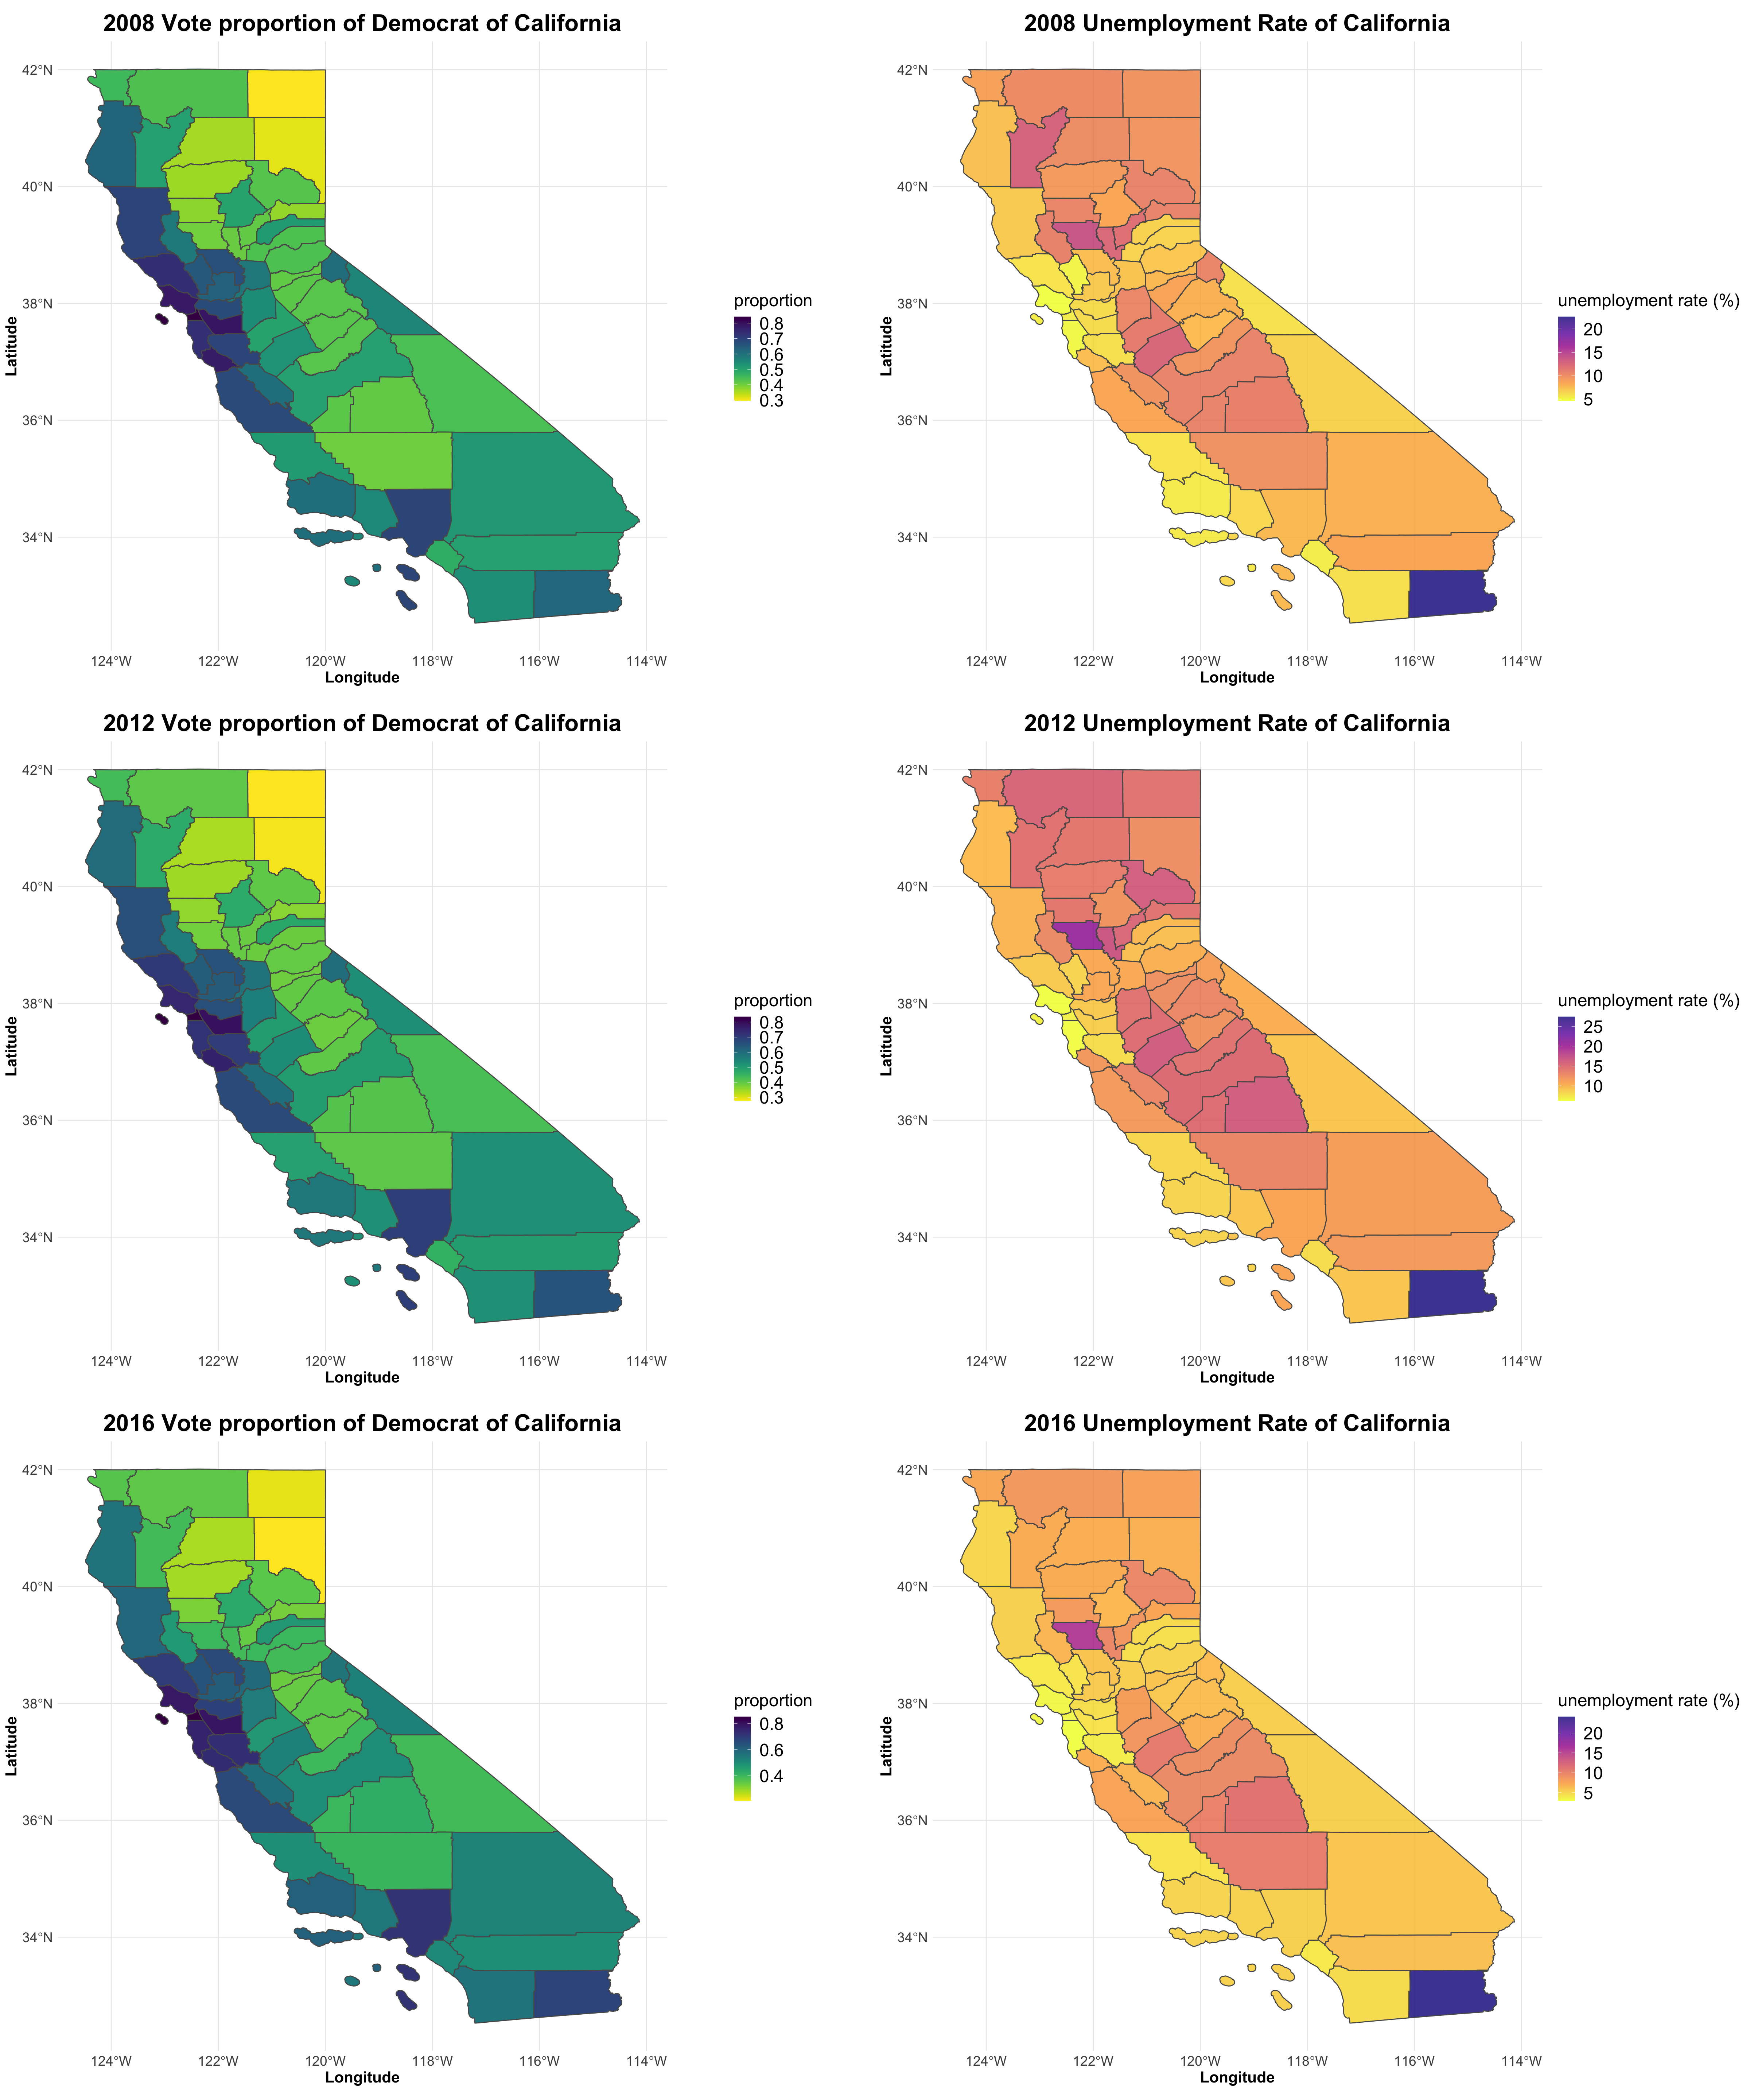 2008 Vote proportion of Democrat of California
42°N
40°N
38°N
36°N
34°N
Latitude
124°W 122°W 120°W 118°W 116°W 114°W
Longitude
proportion
0.8
0.7
0.6
0.5
0.4
0.3
2008 Unemployment Rate of California
42°N
40°N
38°N
36°N
34°N
Latitude
124°W 122°W 120°W 118°W 116°W 114°W
Longitude
unemployment rate (%)
20
15
10
5
2012 Vote proportion of Democrat of California
42°N
40°N
38°N
36°N
34°N
Latitude
124°W 122°W 120°W 118°W 116°W 114°W
Longitude
proportion
0.8
0.7
0.6
0.5
0.4
0.3
2012 Unemployment Rate of California
42°N
40°N
38°N
36°N
34°N
Latitude
124°W 122°W 120°W 118°W 116°W 114°W
Longitude
unemployment rate (%)
25
20
15
10
2016 Vote proportion of Democrat of California
42°N
40°N
38°N
36°N
34°N
Latitude
124°W 122°W 120°W 118°W 116°W 114°W
Longitude
proportion
0.8
0.6
0.4
2016 Unemployment Rate of California
42°N
40°N
38°N
36°N
34°N
Latitude
124°W 122°W 120°W 118°W 116°W 114°W
Longitude
unemployment rate (%)
20
15
10
5